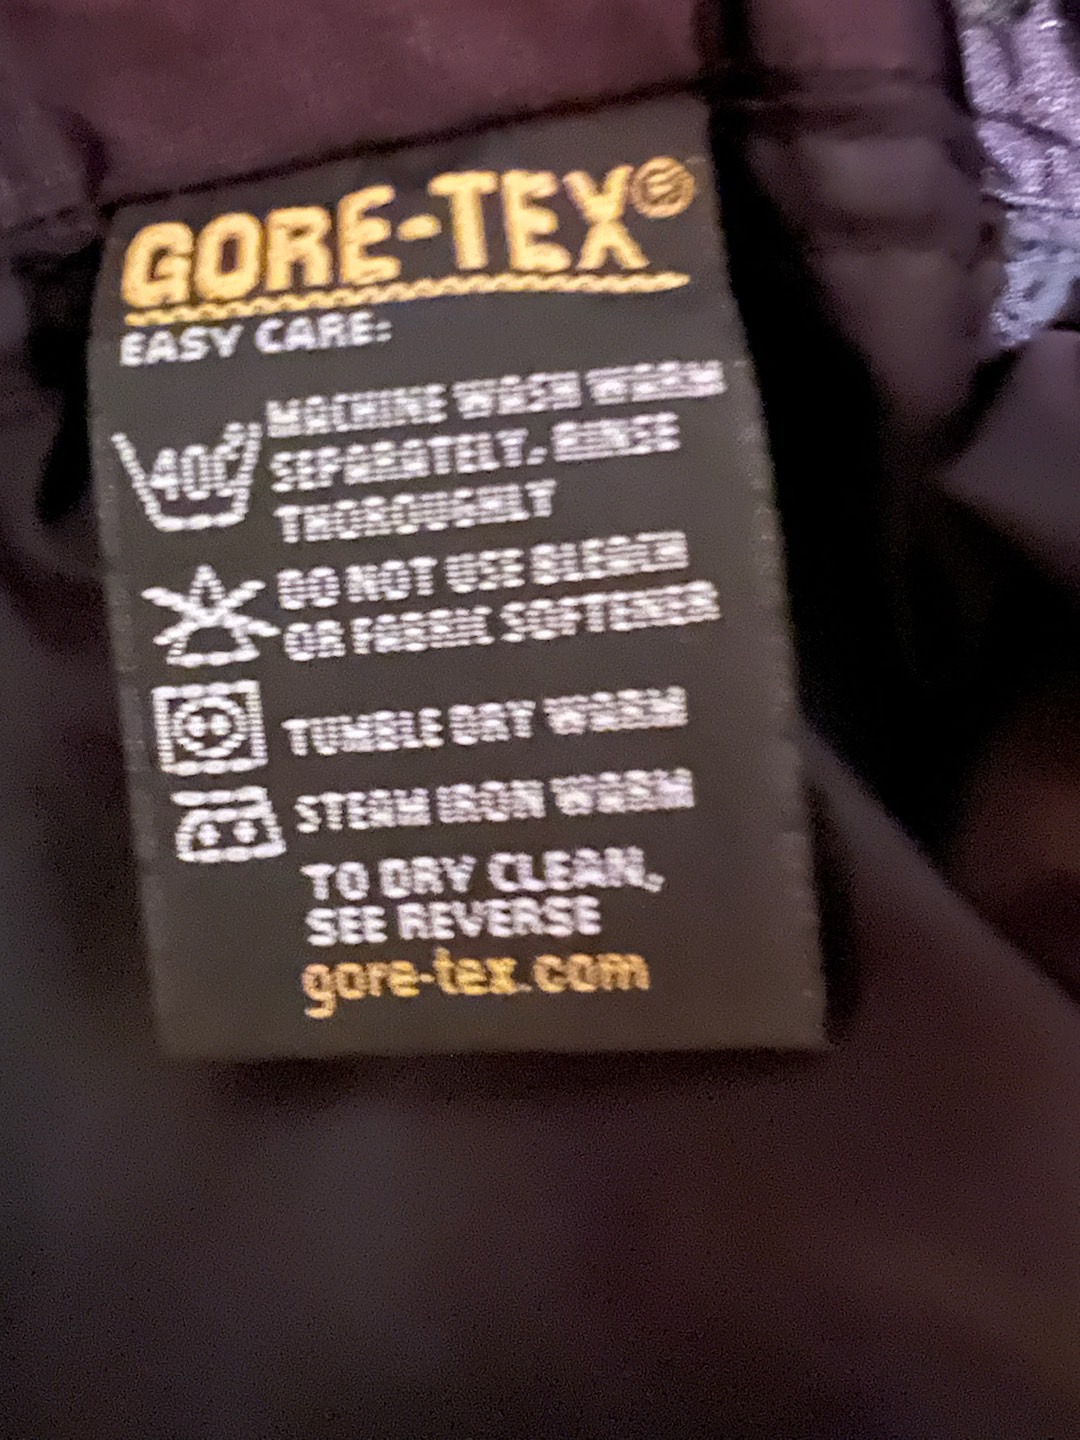 GORE-TEX®
EASY CARE:
40C
MACHINE WASH WARM
SEPARATELY, RINSE
THOROUGHLY
DO NOT USE BLEACH
OR FABRIC SOFTENER
TUMBLE DRY WARM
STEAM IRON WARM
TO DRY CLEAN,
SEE REVERSE
gore-tex.com